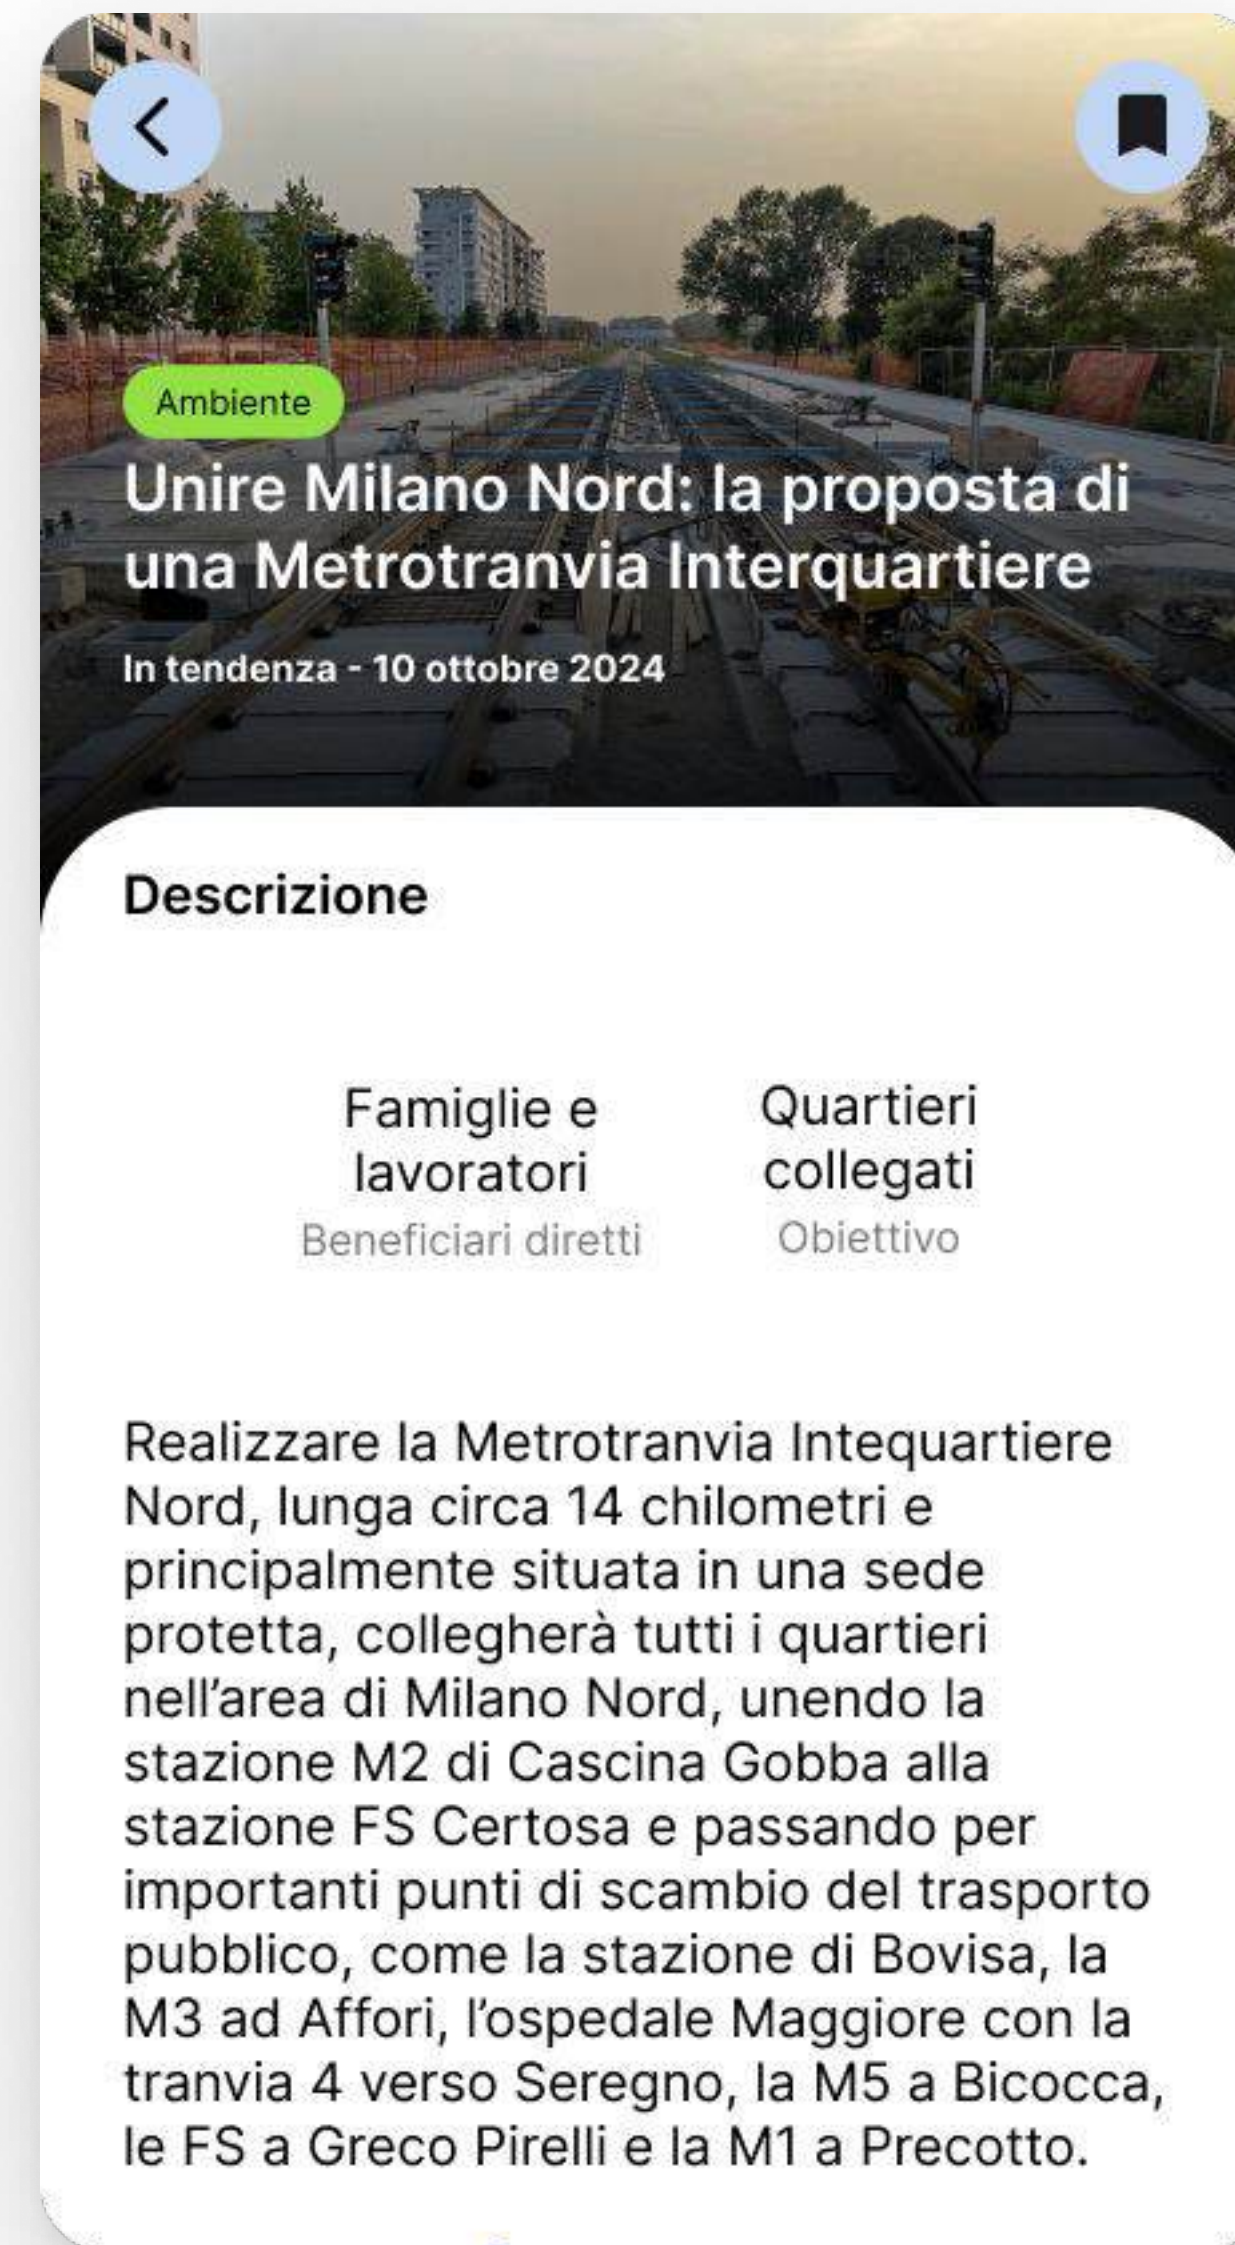 Ambiente
Unire Milano Nord: la proposta di
una Metrotranvia Interquartiere
In tendenza - 10 ottobre 2024
Descrizione
Famiglie e
lavoratori
Beneficiari diretti
Quartieri
collegati
Obiettivo
Realizzare la Metrotranvia Intequartiere
Nord, lunga circa 14 chilometri e
principalmente situata in una sede
protetta, collegherà tutti i quartieri
nell’area di Milano Nord, unendo la
stazione M2 di Cascina Gobba alla
stazione FS Certosa e passando per
importanti punti di scambio del trasporto
pubblico, come la stazione di Bovisa, la
M3 ad Affori, l’ospedale Maggiore con la
tranvia 4 verso Seregno, la M5 a Bicocca,
le FS a Greco Pirelli e la M1 a Precotto.